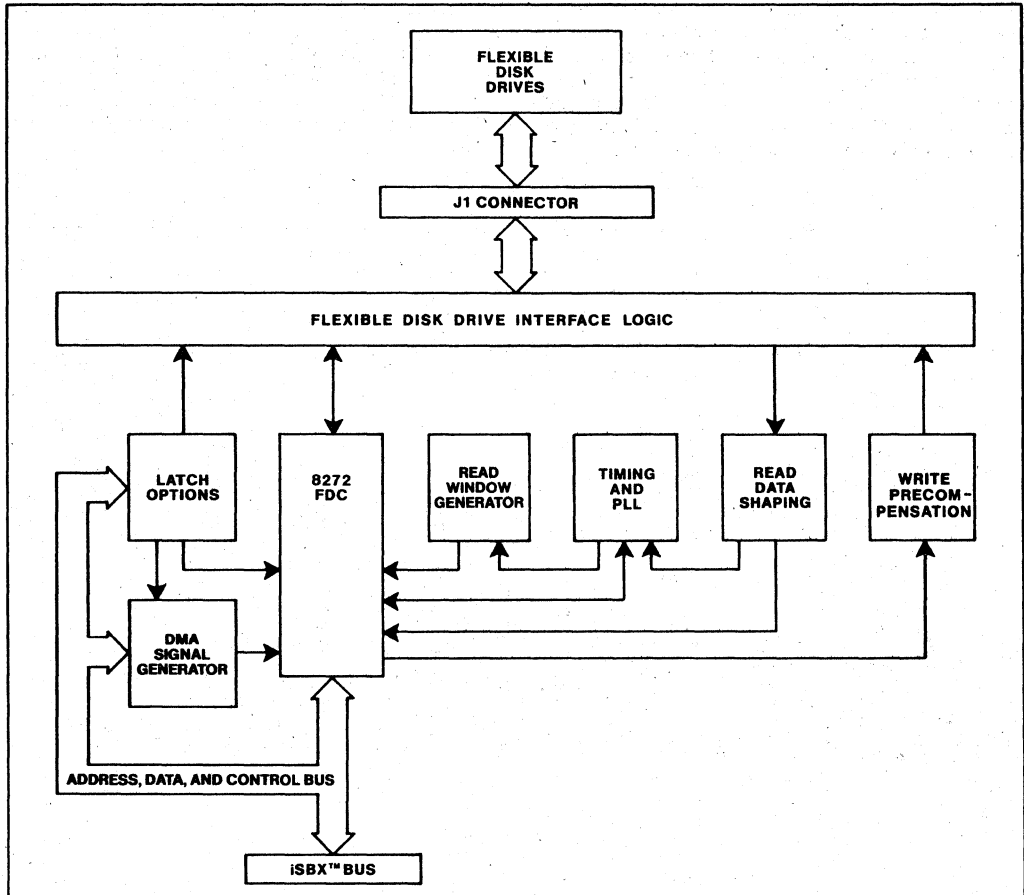 FLEXIBLE
DISK
DRIVES
J1 CONNECTOR
FLEXIBLE DISK DRIVE INTERFACE LOGIC
LATCH
OPTIONS
8272
FDC
READ
WINDOW
GENERATOR
TIMING
AND
PLL
READ
DATA
SHAPING
WRITE
PRECOM-
PENSATION
DMA
SIGNAL
GENERATOR
ADDRESS, DATA, AND CONTROL BUS
iSBX™ BUS